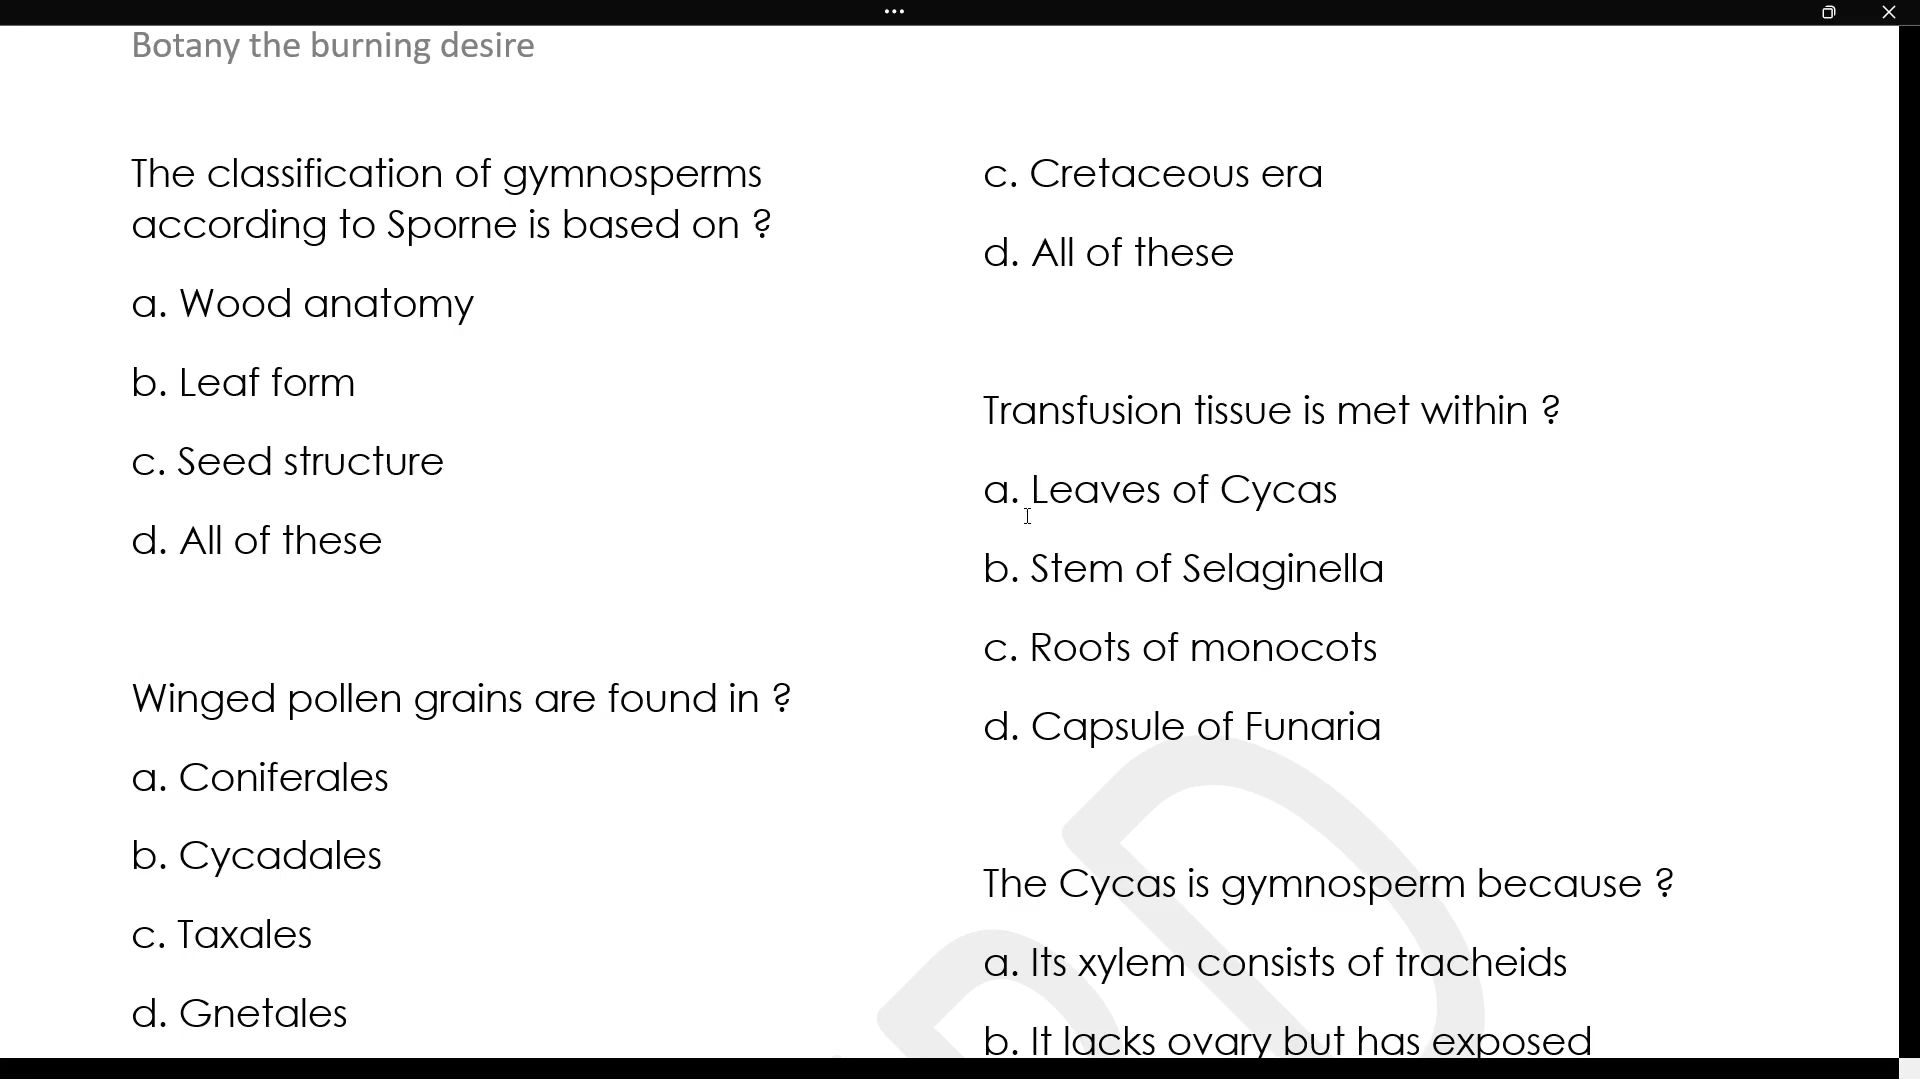 Botany the burning desire
The classification of gymnosperms
according to Sporne is based on ?
a. Wood anatomy
b. Leaf form
c. Seed structure
d. All of these
Winged pollen grains are found in ?
a. Coniferales
b. Cycadales
c. Taxales
d. Gnetales
c. Cretaceous era
d. All of these
Transfusion tissue is met within ?
a. Leaves of Cycas
b. Stem of Selaginella
c. Roots of monocots
d. Capsule of Funaria
The Cycas is gymnosperm because ?
a. Its xylem consists of tracheids
b. It lacks ovary but has exposed